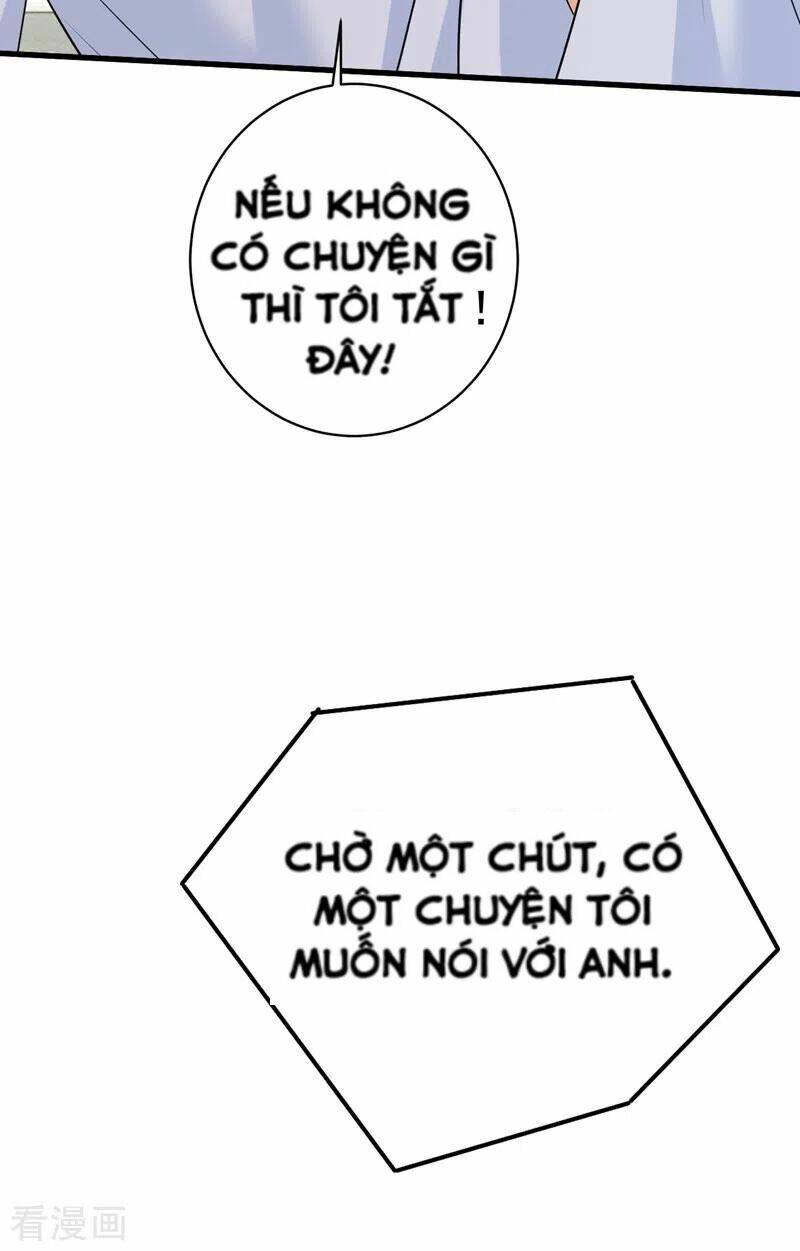 NẾU KHÔNG
CÓ CHUYỆN GÌ
THÌ TÔI TẮT !
ĐÂY!
CHỜ MỘT CHÚT, CÓ
MỘT CHUYỆN TÔI
MUỐN NÓI VỚI ANH.
看漫画